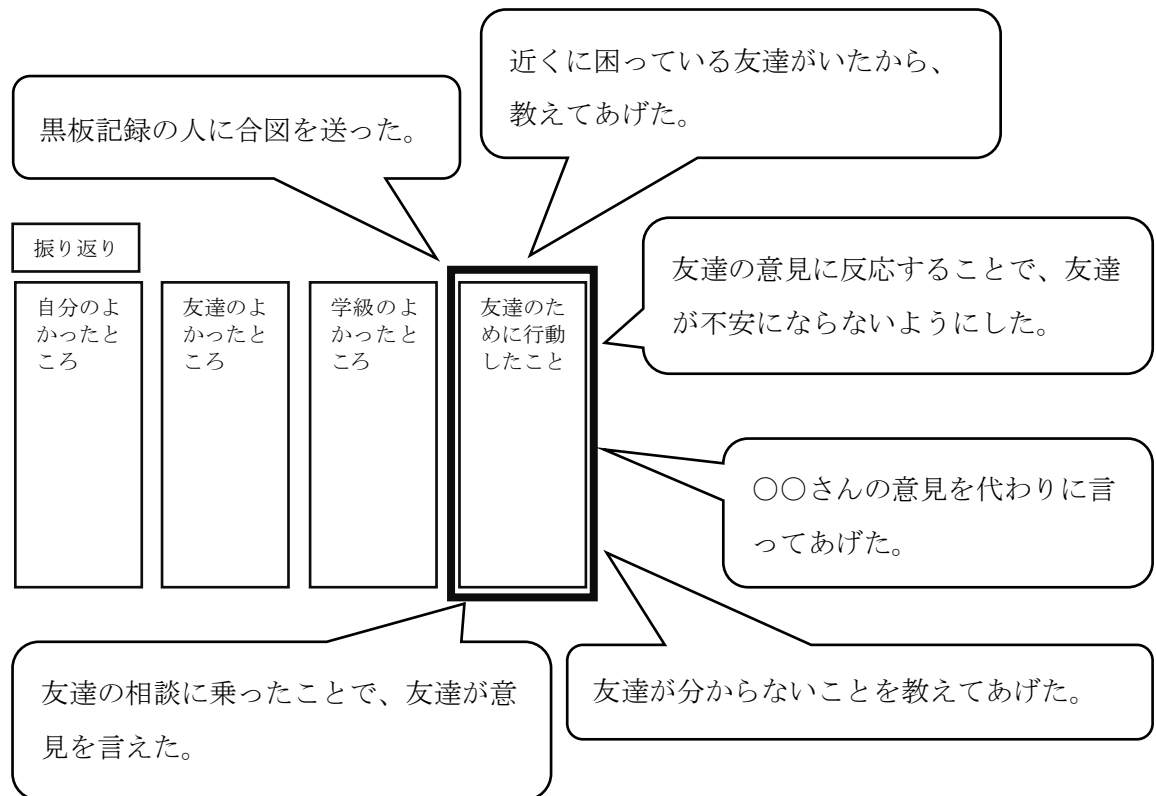 近くに困っている友達がいたから、
教えてあげた。
黒板記録の人に合図を送った。
振り返り
自分のよ
かったと
ころ
友達のよ
かったと
ころ
学級のよ
かったと
ころ
友達のた
めに行動
したこと
友達の意見に反応することで、友達
が不安にならないようにした。
〇〇さんの意見を代わりに言
ってあげた。
友達の相談に乗ったことで、友達が意
見を言えた。
友達が分からないことを教えてあげた。